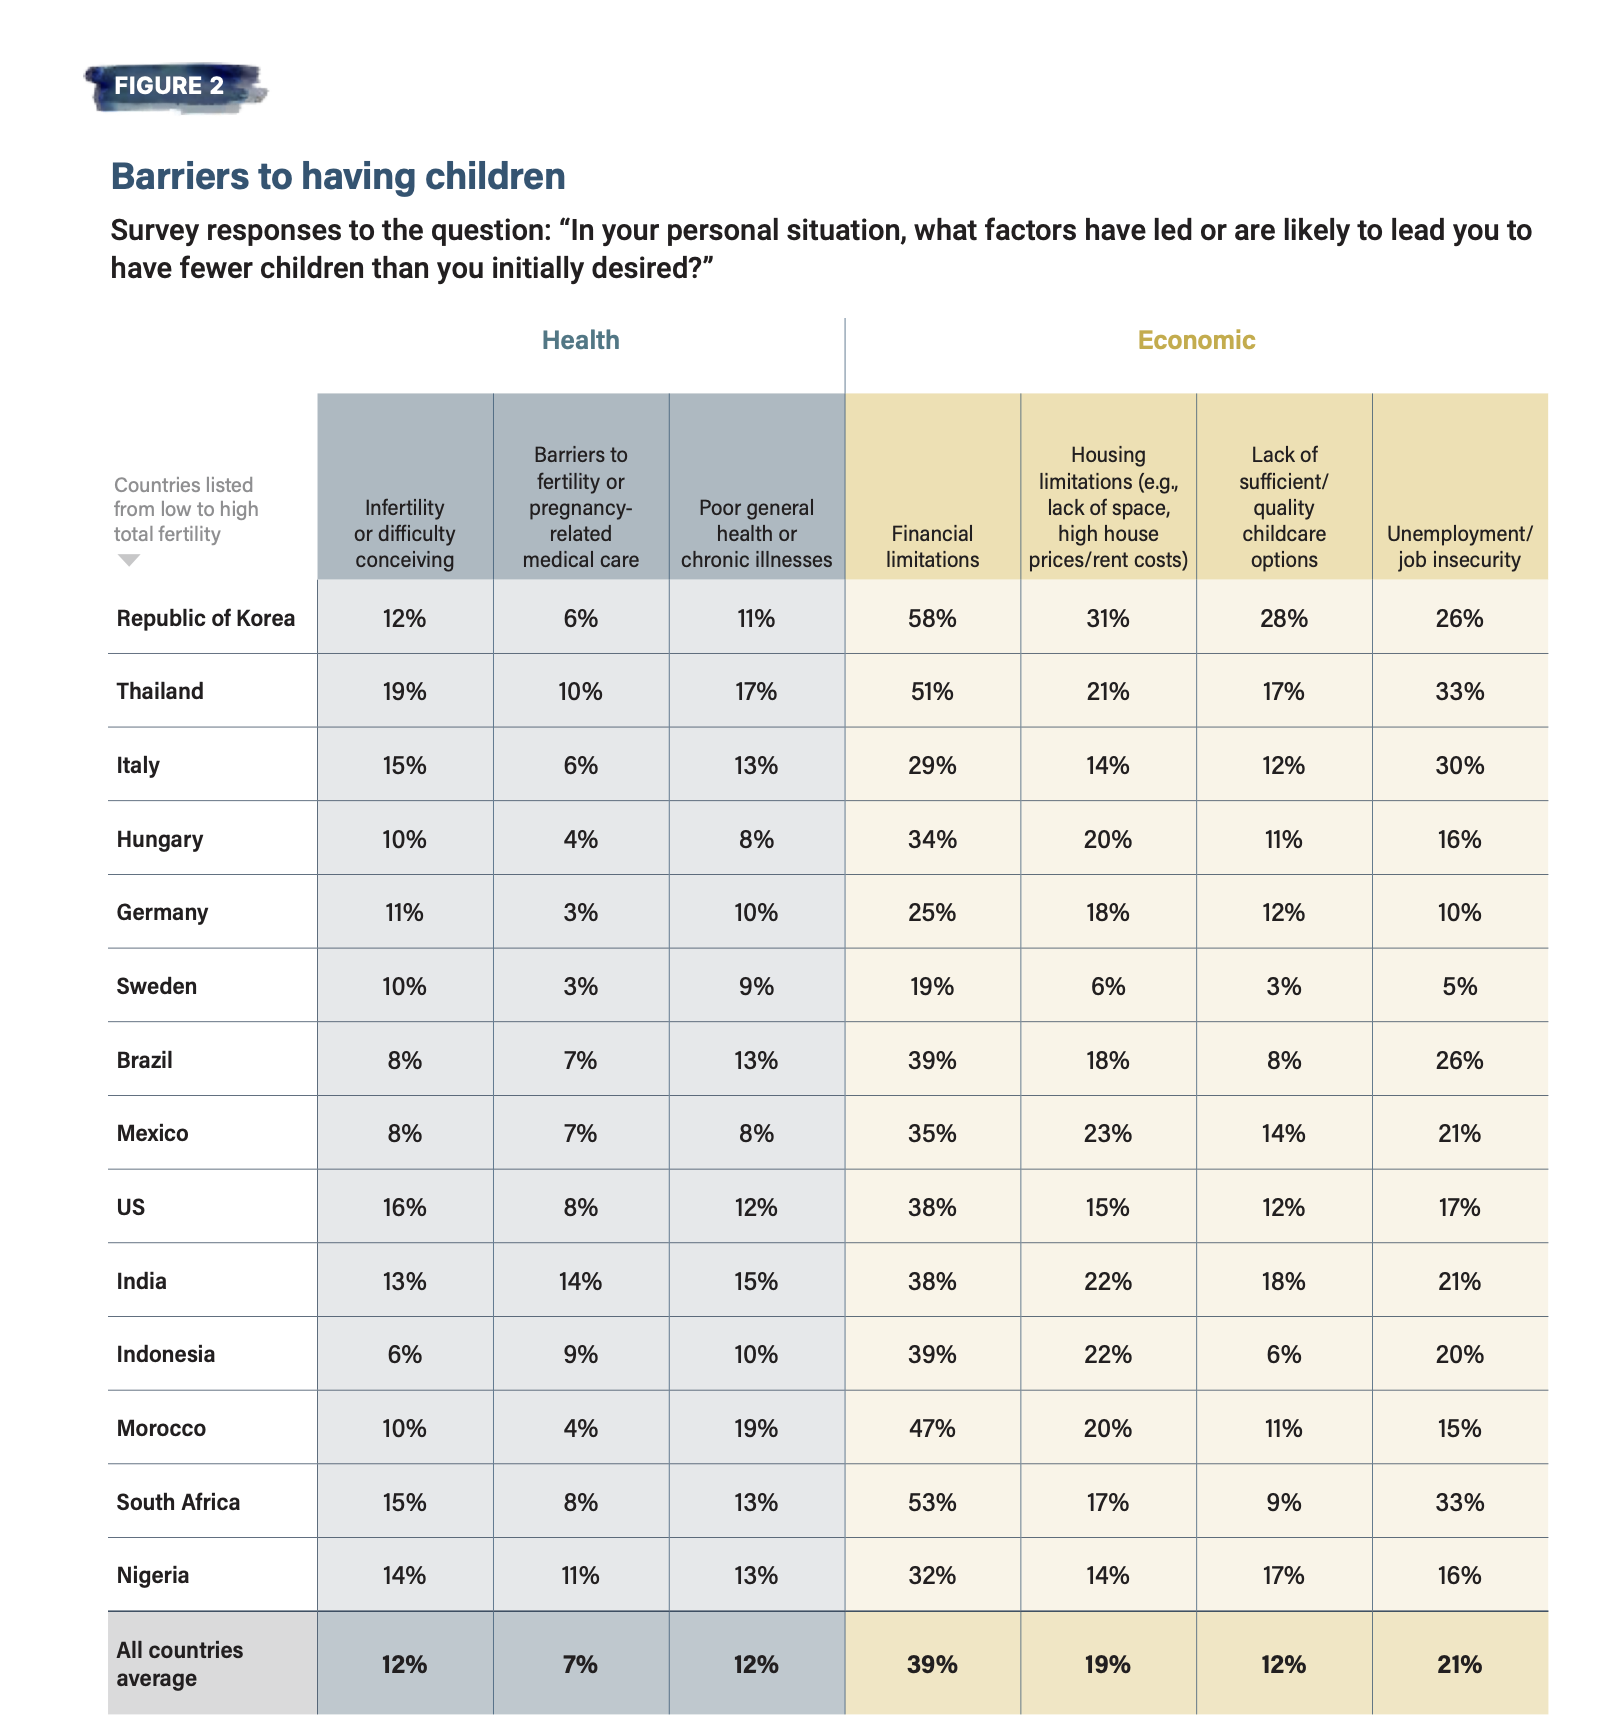 FIGURE 2
Barriers to having children
Survey responses to the question: “In your personal situation, what factors have led or are likely to lead you to
have fewer children than you initially desired?”
Health
Economic
Countries listed
from low to high
total fertility
Infertility
or difficulty
conceiving
Barriers to
fertility or
pregnancy-
related
medical care
Poor general
health or
chronic illnesses
Financial
limitations
Housing
limitations (e.g.,
lack of space,
high house
prices/rent costs)
Lack of
sufficient/
quality
childcare
options
Unemployment/
job insecurity
Republic of Korea 12% 6% 11% 58% 31% 28% 26%
Thailand 19% 10% 17% 51% 21% 17% 33%
Italy 15% 6% 13% 29% 14% 12% 30%
Hungary 10% 4% 8% 34% 20% 11% 16%
Germany 11% 3% 10% 25% 18% 12% 10%
Sweden 10% 3% 9% 19% 6% 3% 5%
Brazil 8% 7% 13% 39% 18% 8% 26%
Mexico 8% 7% 8% 35% 23% 14% 21%
US 16% 8% 12% 38% 15% 12% 17%
India 13% 14% 15% 38% 22% 18% 21%
Indonesia 6% 9% 10% 39% 22% 6% 20%
Morocco 10% 4% 19% 47% 20% 11% 15%
South Africa 15% 8% 13% 53% 17% 9% 33%
Nigeria 14% 11% 13% 32% 14% 17% 16%
All countries
average
12% 7% 12% 39% 19% 12% 21%